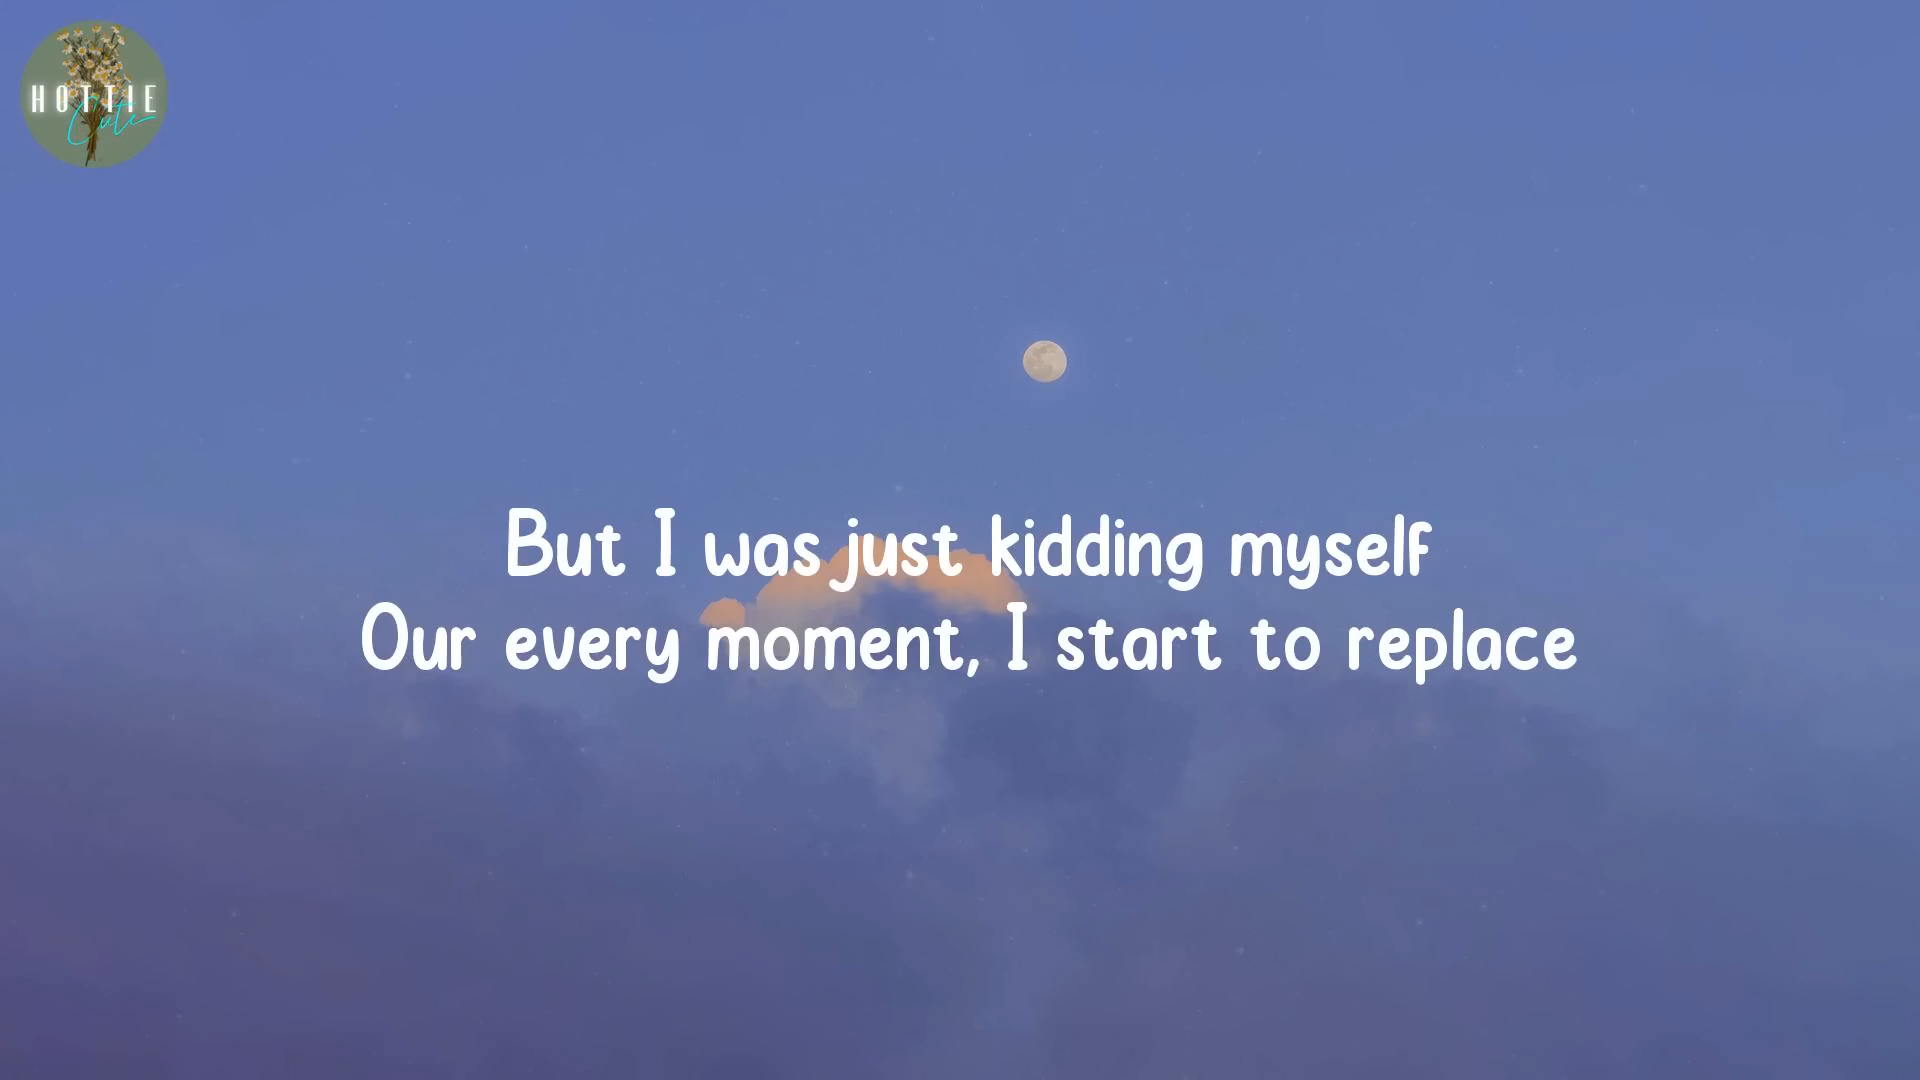 HOTTIE
Cute
But I was just kidding myself
Our every moment, I start to replace